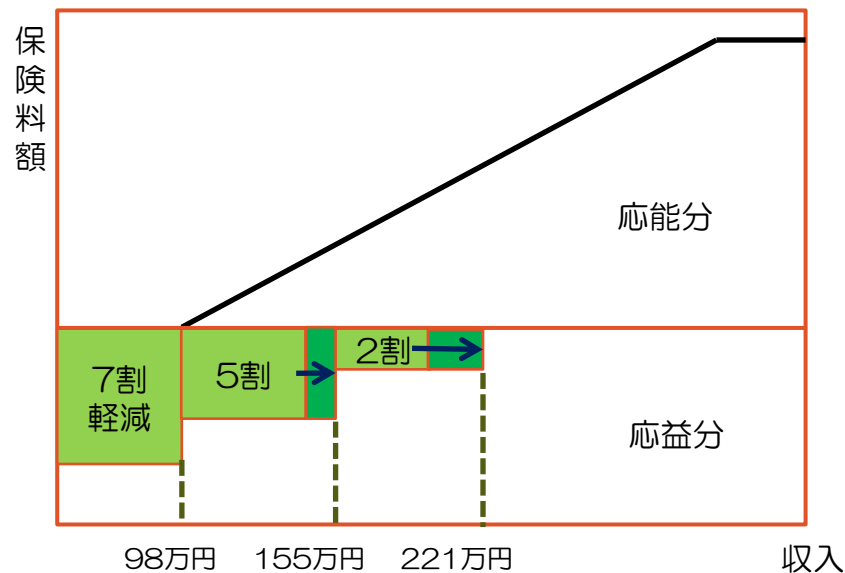 保険料額
応能分
7割
軽減
5割
2割
応益分
98万円
155万円
221万円
収入